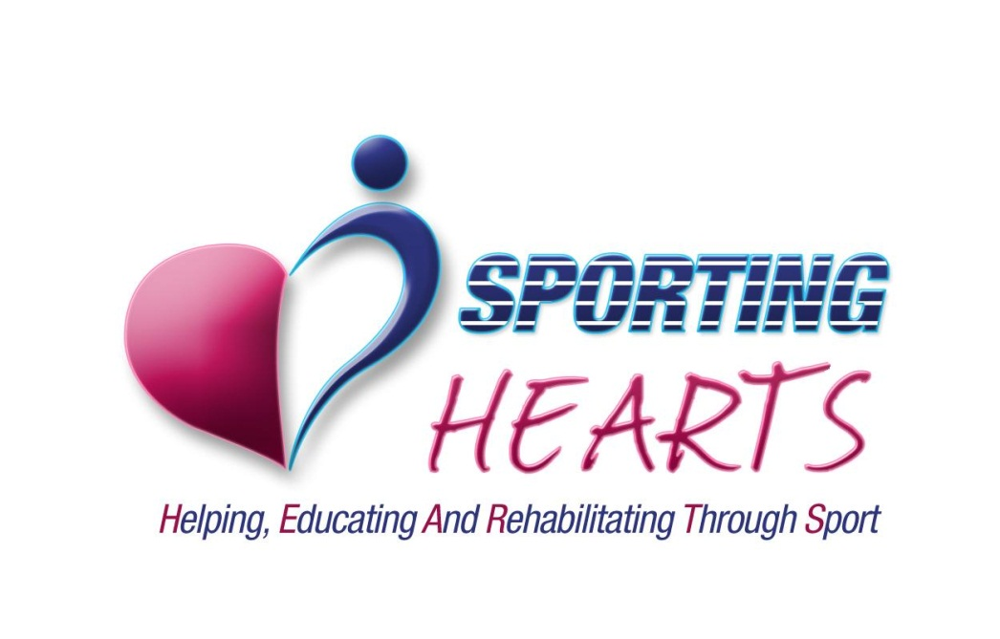 SPORTING
HEARTS
Helping, Educating And Rehabilitating Through Sport